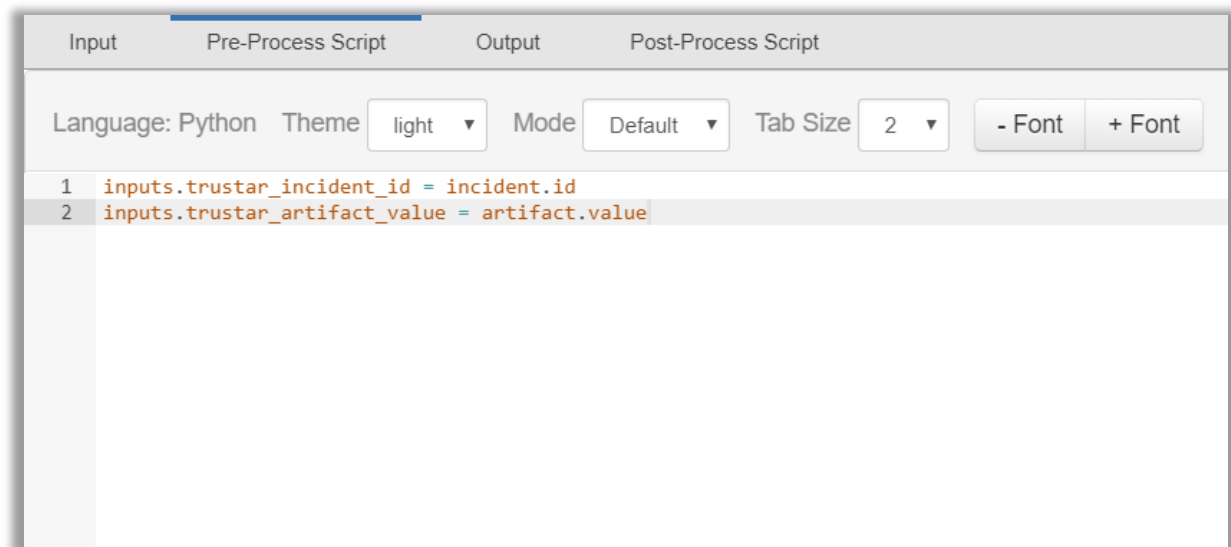 Input Pre-Process Script Output Post-Process Script
Language: Python Theme light Mode Default Tab Size 2 - Font + Font
1 inputs.trustar_incident_id = incident.id
2 inputs.trustar_artifact_value = artifact.value